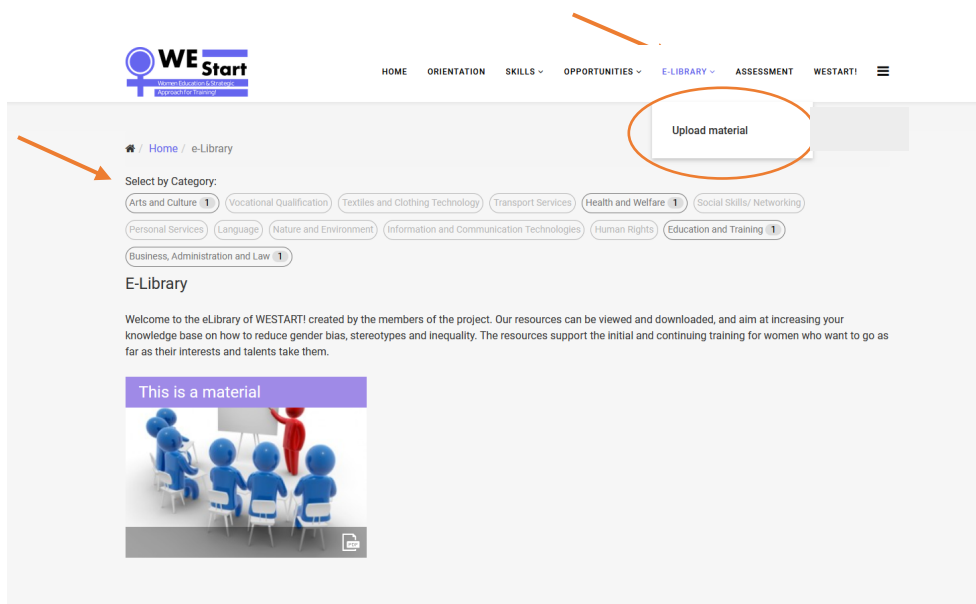 WE Start
Women Education & Strategic
Approach for Training!
HOME ORIENTATION SKILLS OPPORTUNITIES E-LIBRARY ASSESSMENT WESTART!
Upload material
/ Home / e-Library
Select by Category:
Arts and Culture 1 Vocational Qualification Textiles and Clothing Technology Transport Services Health and Welfare 1 Social Skills/ Networking
Personal Services Language Nature and Environment Information and Communication Technologies Human Rights Education and Training 1
Business, Administration and Law 1
E-Library
Welcome to the eLibrary of WESTART! created by the members of the project. Our resources can be viewed and downloaded, and aim at increasing your
knowledge base on how to reduce gender bias, stereotypes and inequality. The resources support the initial and continuing training for women who want to go as
far as their interests and talents take them.
This is a material
PDF